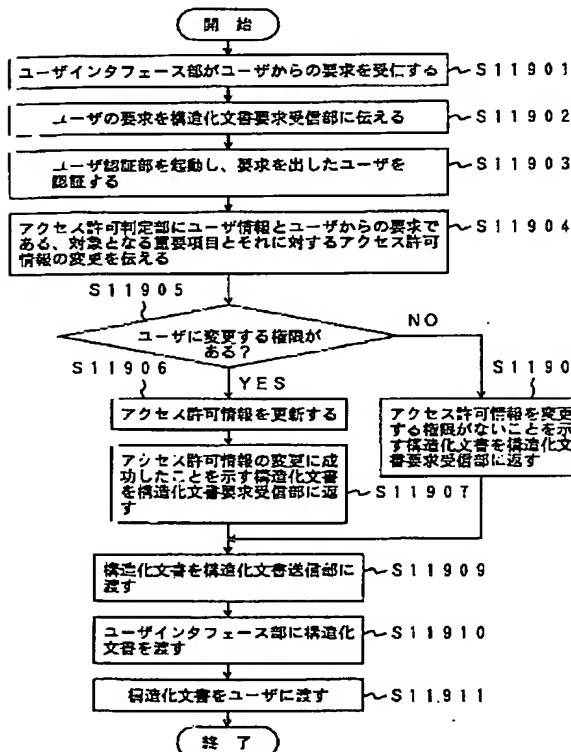 開 始
ユーザインタフェース部がユーザからの要求を受信する
S11901
ユーザの要求を構造化文書要求受信部に伝える
S11902
ユーザ認証部を起動し、要求を出したユーザを
認証する
S11903
アクセス許可判定部にユーザ情報とユーザからの要求で
ある、対象となる重要項目とそれに対するアクセス許可
情報の変更を伝える
S11904
S11905
ユーザに変更する権限が
ある?
NO
YES
S11906
アクセス許可情報を更新する
アクセス許可情報の変更に成
功したことを示す構造化文書
を構造化文書要求受信部に返
す
S11907
S1190
アクセス許可情報を変更
する権限がないことを示
す構造化文書を構造化文
書要求受信部に返す
構造化文書を構造化文書送信部に
渡す
S11909
ユーザインタフェース部に構造化
文書を渡す
S11910
構造化文書をユーザに渡す
S11911
終 了